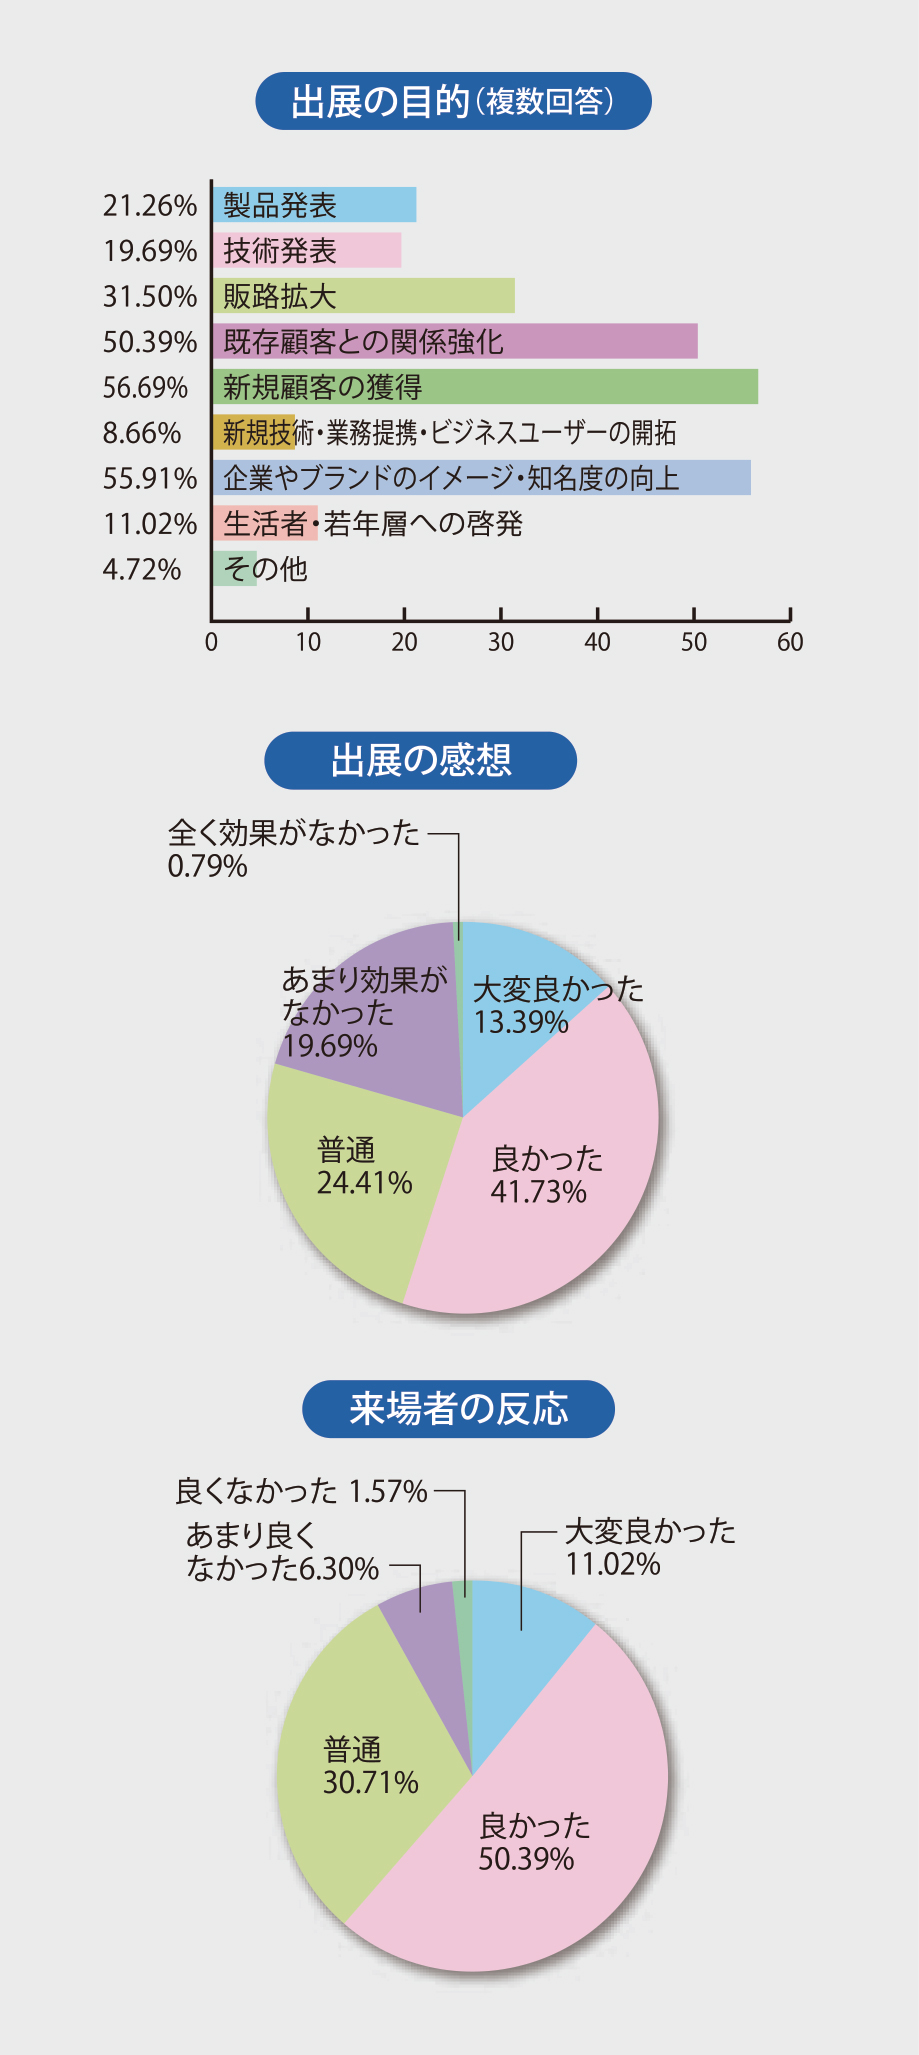 出展の目的（複数回答）
21.26% 製品発表
19.69% 技術発表
31.50% 販路拡大
50.39% 既存顧客との関係強化
56.69% 新規顧客の獲得
8.66% 新規技術・業務提携・ビジネスユーザーの開拓
55.91% 企業やブランドのイメージ・知名度の向上
11.02% 生活者・若年層への啓発
4.72% その他
0 10 20 30 40 50 60
出展の感想
全く効果がなかった
0.79%
あまり効果が
なかった
19.69%
大変良かった
13.39%
普通
24.41%
良かった
41.73%
来場者の反応
良くなかった 1.57%
あまり良く
なかった6.30%
大変良かった
11.02%
普通
30.71%
良かった
50.39%